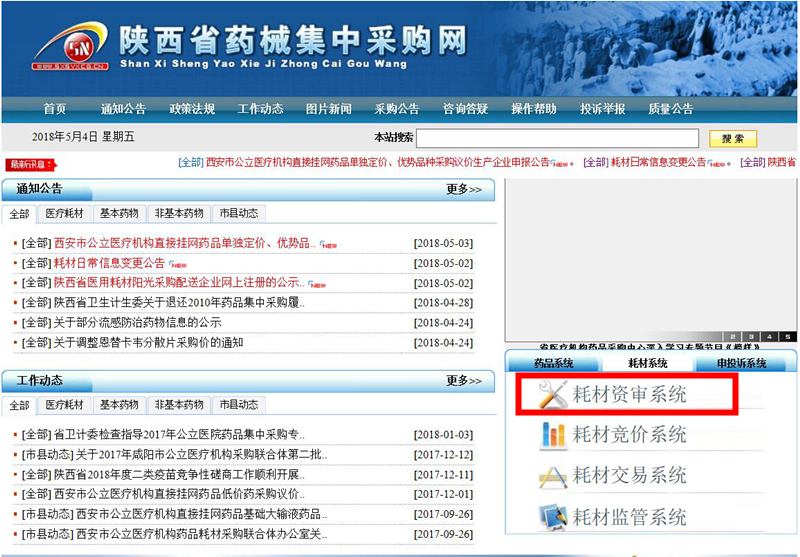 SN
WWW.SXSYXCG.CN
陕西省药械集中采购网
Shan Xi Sheng Yao Xie Ji Zhong Cai Gou Wang
首页 通知公告 政策法规 工作动态 图片新闻 采购公告 咨询答疑 操作帮助 投诉举报 质量公告
2018年5月4日 星期五 本站搜索 搜 索
最新讯息: [全部] 西安市公立医疗机构直接挂网药品单独定价、优势品种采购议价生产企业申报公告NEW 。 [全部] 耗材日常信息变更公告NEW 。 [全部] 陕西省
通知公告 更多>>
全部 医疗耗材 基本药物 非基本药物 市县动态
[全部] 西安市公立医疗机构直接挂网药品单独定价、优势品.. NEW [2018-05-03]
[全部] 耗材日常信息变更公告 NEW [2018-05-02]
[全部] 陕西省医用耗材阳光采购配送企业网上注册的公示.. NEW [2018-05-02]
[全部] 陕西省卫生计生委关于退还2010年药品集中采购履.. [2018-04-28]
[全部] 关于部分流感防治药物信息的公示 [2018-04-24]
[全部] 关于调整恩替卡韦分散片采购价的通知 [2018-04-24]
2 3 4 5
省医疗机构药品采购中心深入学习专题节目《榜样》
工作动态 更多>>
全部 医疗耗材 基本药物 非基本药物 市县动态
[全部] 省卫计委检查指导2017年公立医院药品集中采购专.. [2018-01-03]
[市县动态] 关于2017年咸阳市公立医疗机构采购联合体第二批.. [2017-12-12]
[全部] 陕西省2018年度二类疫苗竞争性磋商工作顺利开展.. [2017-12-11]
[全部] 西安市公立医疗机构直接挂网药品低价药采购议价.. [2017-12-01]
[市县动态] 西安市公立医疗机构直接挂网药品基础大输液药品.. [2017-09-26]
[市县动态] 西安市公立医疗机构药品耗材采购联合体办公室关.. [2017-09-26]
药品系统 耗材系统 申投诉系统
耗材资审系统
耗材竞价系统
耗材交易系统
耗材监管系统